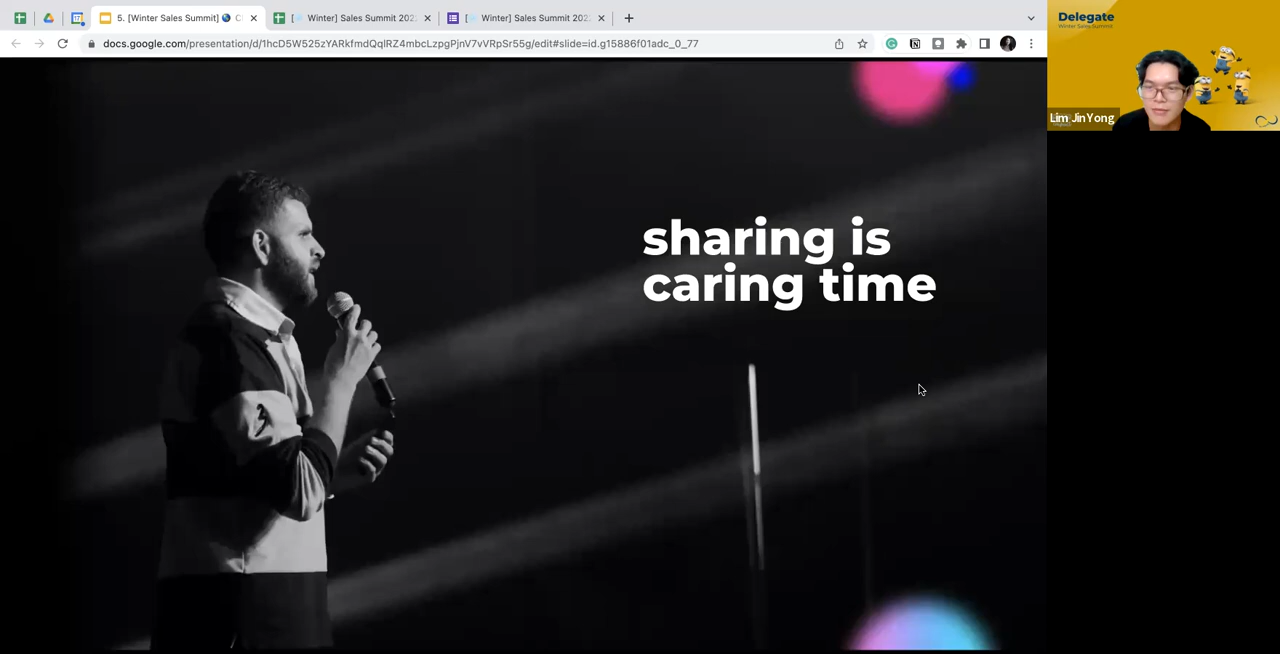 5. [Winter Sales Summit]
Winter] Sales Summit 202
Winter] Sales Summit 202
docs.google.com/presentation/d/1hcD5W525zYARkfmdQqIRZ4mbcLzpgPjnV7vVRpSr55g/edit#slide=id.g15886f01adc_0_77
Delegate
Winter Sales Summit
Lim JinYong
sharing is
caring time